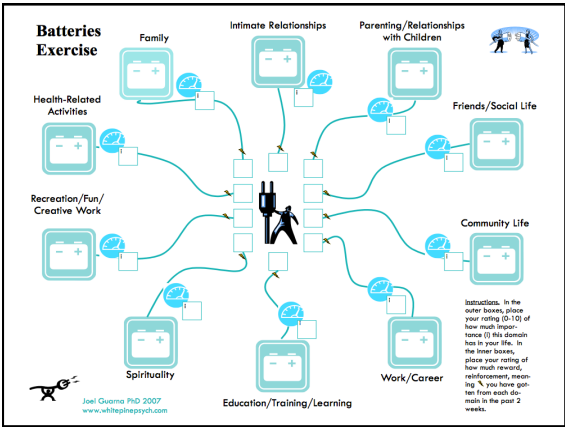 Batteries
Exercise
Family
Intimate Relationships
Parenting/Relationships
with Children
Health-Related
Activities
Friends/Social Life
Recreation/Fun/
Creative Work
Community Life
Spirituality
Education/Training/Learning
Work/Career
i
i
i
i
i
i
i
i
i
i
Instructions. In the
outer boxes, place
your rating (0-10) of
how much impor-
tance (i) this domain
has in your life. In
the inner boxes,
place your rating of
how much reward,
reinforcement, mean-
ing you have got-
ten from each do-
main in the past 2
weeks.
Joel Guarna PhD 2007
www.whitepinepsych.com